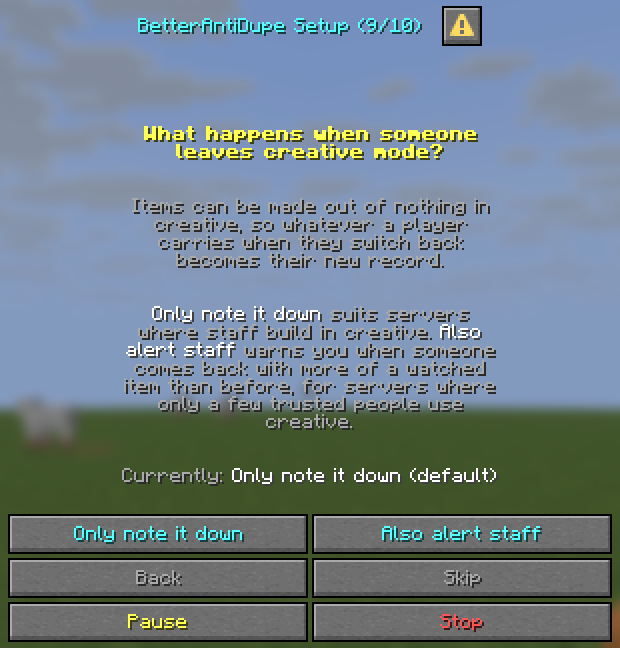 BetterAntiDupe Setup (9/10)
What happens when someone
leaves creative mode?
Items can be made out of nothing in
creative, so whatever a player
carries when they switch back
becomes their new record.
Only note it down suits servers
where staff build in creative. Also
alert staff warns you when someone
comes back with more of a watched
item than before, for servers where
only a few trusted people use
creative.
Currently: Only note it down (default)
Only note it down
Also alert staff
Back
Skip
Pause
Stop